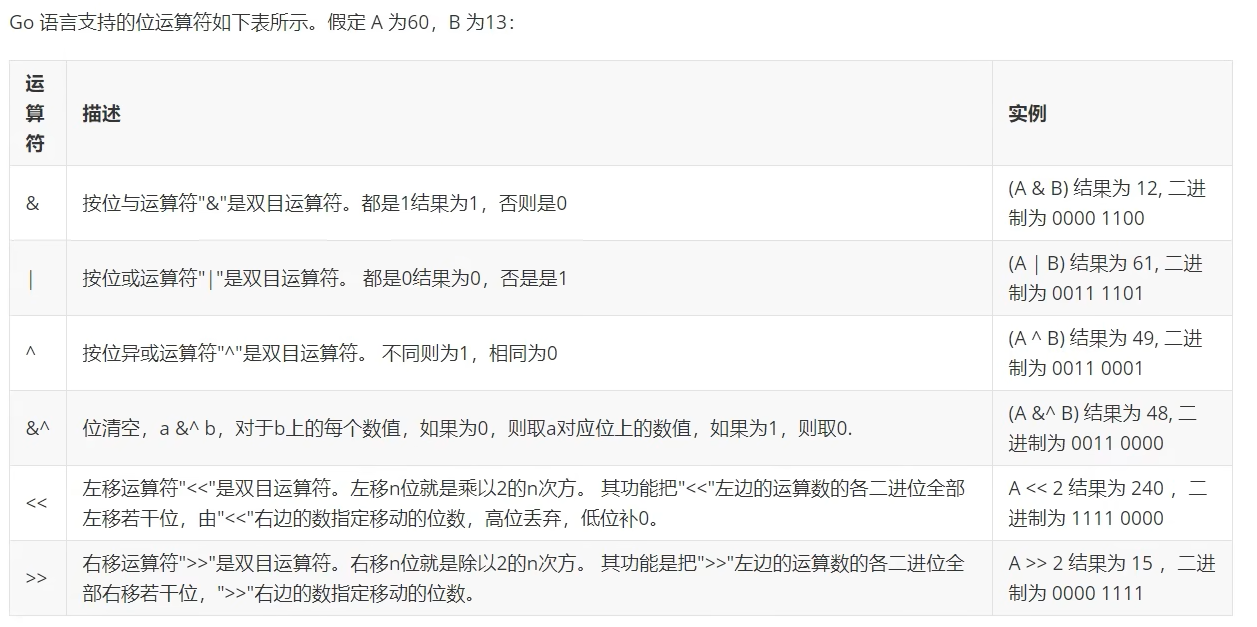 Go 语言支持的位运算符如下表所示。假定 A 为60，B 为13：
运
算
符
描述
实例
&
按位与运算符"&"是双目运算符。都是1结果为1，否则是0
(A & B) 结果为 12, 二进
制为 0000 1100
|
按位或运算符"|"是双目运算符。 都是0结果为0，否是是1
(A | B) 结果为 61, 二进
制为 0011 1101
^
按位异或运算符"^"是双目运算符。 不同则为1，相同为0
(A ^ B) 结果为 49, 二进
制为 0011 0001
&^
位清空，a &^ b，对于b上的每个数值，如果为0，则取a对应位上的数值，如果为1，则取0.
(A &^ B) 结果为 48, 二
进制为 0011 0000
<<
左移运算符"<<"是双目运算符。左移n位就是乘以2的n次方。 其功能把"<<"左边的运算数的各二进位全部
左移若干位，由"<<"右边的数指定移动的位数，高位丢弃，低位补0。
A << 2 结果为 240 ，二
进制为 1111 0000
>>
右移运算符">>"是双目运算符。右移n位就是除以2的n次方。 其功能是把">>"左边的运算数的各二进位全
部右移若干位，">>"右边的数指定移动的位数。
A >> 2 结果为 15 ，二进
制为 0000 1111